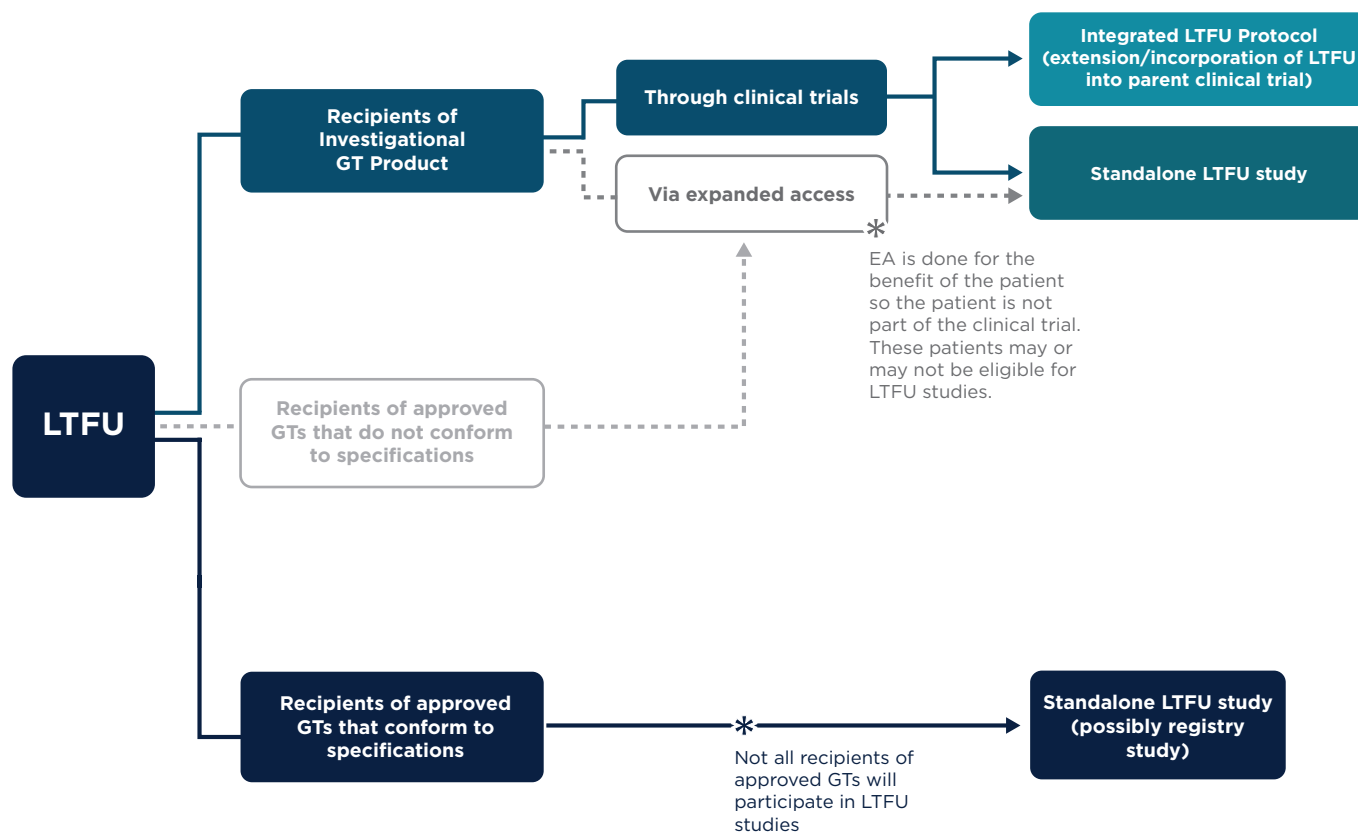 Integrated LTFU Protocol
(extension/incorporation of LTFU
into parent clinical trial)
Through clinical trials
Recipients of
Investigational
GT Product
Standalone LTFU study
Via expanded access
*
EA is done for the
benefit of the patient
so the patient is not
part of the clinical trial.
These patients may or
may not be eligible for
LTFU studies.
LTFU
Recipients of approved
GTs that do not conform
to specifications
Recipients of approved
GTs that conform to
specifications
*
Not all recipients of
approved GTs will
participate in LTFU
studies
Standalone LTFU study
(possibly registry
study)